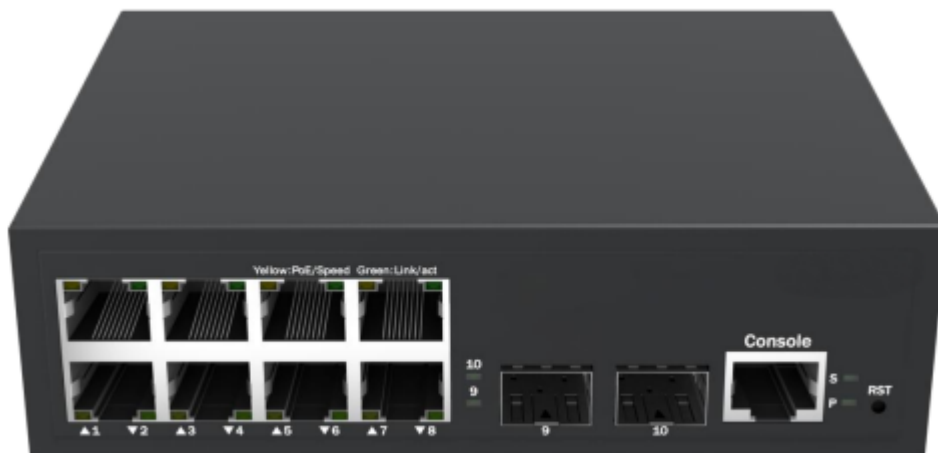 Yellow:PoE/Speed Green:Link/act
Console
10
9
S
P
RST
▲1 ▼2 ▲3 ▼4 ▲5 ▼6 ▲7 ▼8
9
10